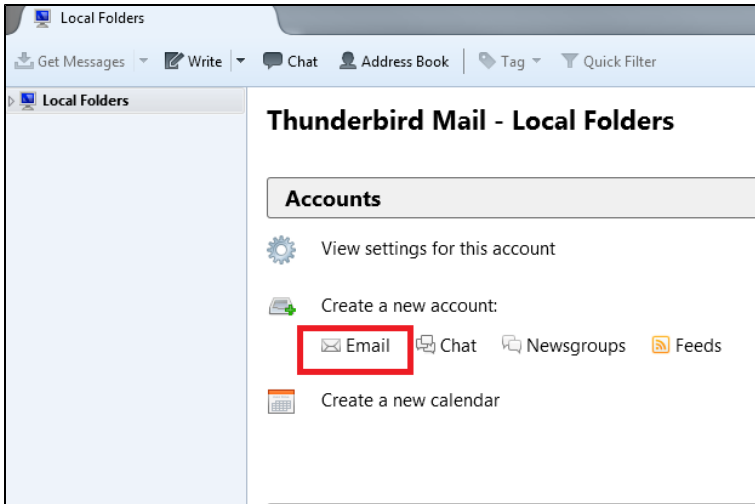 Local Folders
Get Messages Write Chat Address Book Tag Quick Filter
Local Folders
Thunderbird Mail - Local Folders
Accounts
View settings for this account
Create a new account:
Email Chat Newsgroups Feeds
Create a new calendar